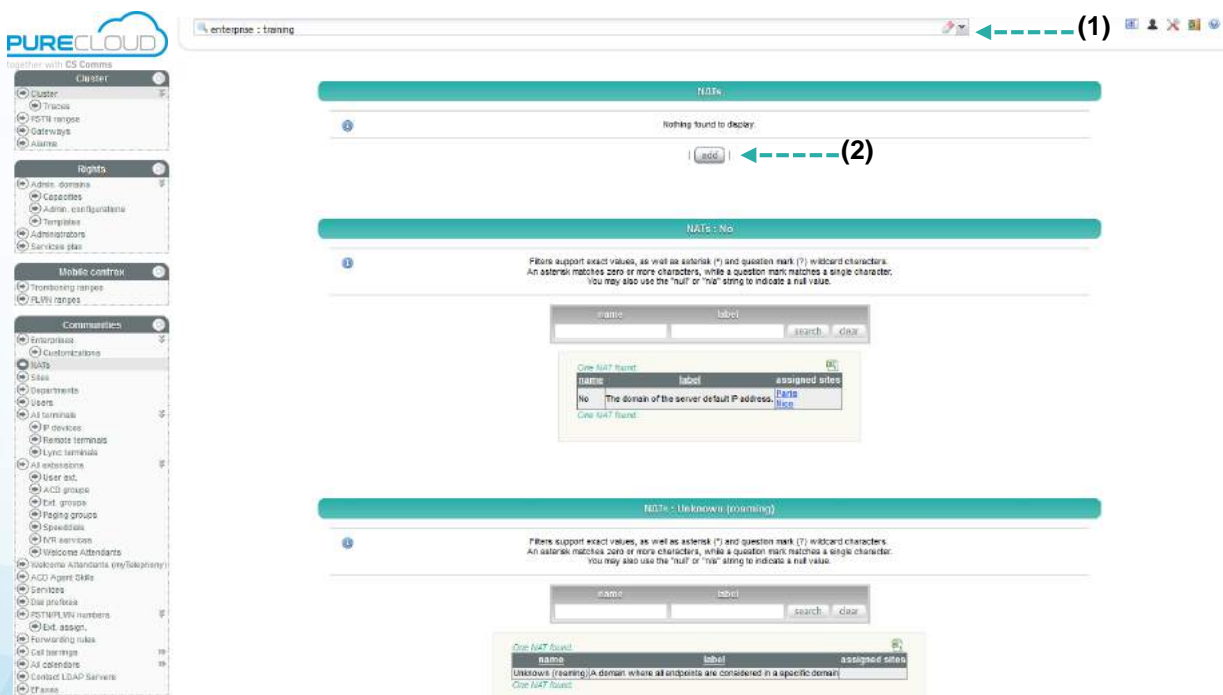 PURECLOUD
together with CS Comms
enterprise : training
(1)
Cluster
Cluster
Traces
PSTN ranges
Gateways
Alarms
Rights
Admin. domains
Capacities
Admin. configurations
Templates
Administrators
Services plan
Mobile centrex
Tromboning ranges
PLMN ranges
Communities
Enterprises
Customizations
NATs
Sites
Departments
Users
All terminals
IP devices
Remote terminals
Lync terminals
All extensions
User ext.
ACD groups
Ext. groups
Paging groups
Speeddials
IVR services
Welcome Attendants
Welcome Attendants (myTelephony)
ACD Agent Skills
Services
Dial prefixes
PSTN/PLMN numbers
Ext. assign.
Forwarding rules
Call barrings
All calendars
Contact LDAP Servers
EFaxes
NATs
Nothing found to display.
| add |
(2)
NATs : No
Filters support exact values, as well as asterisk (*) and question mark (?) wildcard characters.
An asterisk matches zero or more characters, while a question mark matches a single character.
You may also use the "null" or "n/a" string to indicate a null value.
name label
search clear
One NAT found.
name label assigned sites
No The domain of the server default IP address. Paris
Nice
One NAT found.
NATs : Unknown (roaming)
Filters support exact values, as well as asterisk (*) and question mark (?) wildcard characters.
An asterisk matches zero or more characters, while a question mark matches a single character.
You may also use the "null" or "n/a" string to indicate a null value.
name label
search clear
One NAT found.
name label assigned sites
Unknown (roaming) A domain where all endpoints are considered in a specific domain
One NAT found.